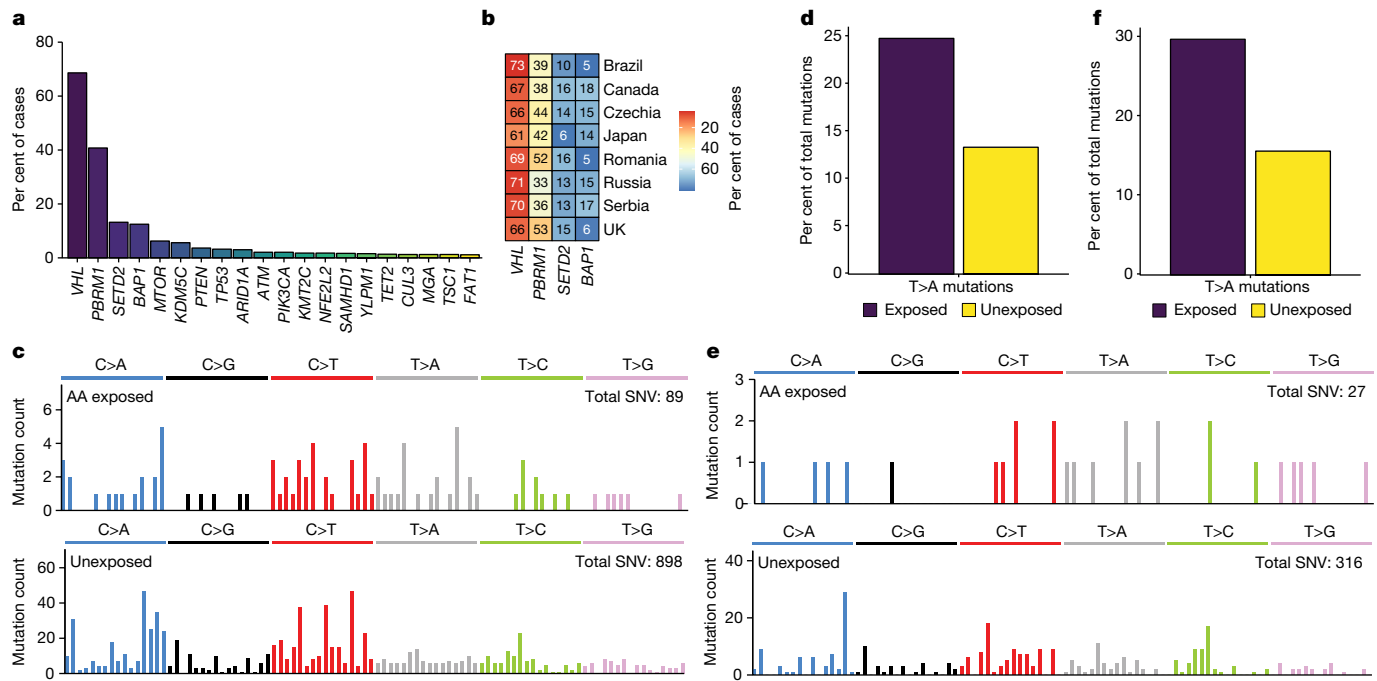 a
80
60
40
20
0
Per cent of cases
VHL
PBRM1
SETD2
BAP1
MTOR
KDM5C
PTEN
TP53
ARID1A
ATM
PIK3CA
KMT2C
NFE2L2
SAMHD1
YLPM1
TET2
CUL3
MGA
TSC1
FAT1
b
73 39 10 5 Brazil
67 38 16 18 Canada
66 44 14 15 Czechia
61 42 6 14 Japan
69 52 16 5 Romania
71 33 13 15 Russia
70 36 13 17 Serbia
66 53 15 6 UK
VHL
PBRM1
SETD2
BAP1
20
40
60
Per cent of cases
d
25
20
15
10
5
0
Per cent of total mutations
T>A mutations
Exposed Unexposed
f
30
20
10
0
Per cent of total mutations
T>A mutations
Exposed Unexposed
c
C>A C>G C>T T>A T>C T>G
AA exposed Total SNV: 89
6
4
2
0
Mutation count
C>A C>G C>T T>A T>C T>G
Unexposed Total SNV: 898
60
40
20
0
Mutation count
e
C>A C>G C>T T>A T>C T>G
AA exposed Total SNV: 27
3
2
1
0
Mutation count
C>A C>G C>T T>A T>C T>G
Unexposed Total SNV: 316
40
20
0
Mutation count